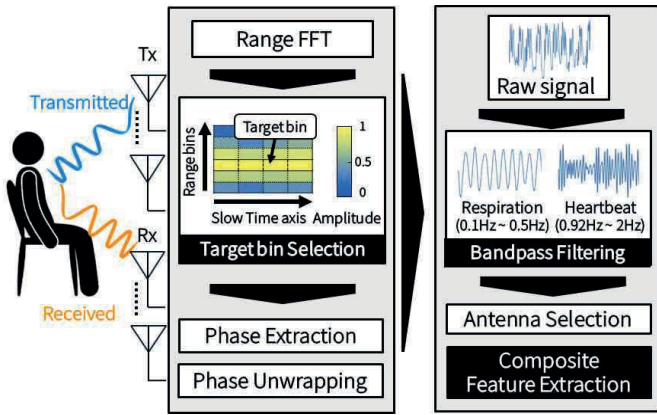 Tx
Transmitted
Rx
Received
Range FFT
Target bin
Range bins
1
0.5
0
Slow Time axis
Amplitude
Target bin Selection
Phase Extraction
Phase Unwrapping
Raw signal
Respiration
(0.1Hz ~ 0.5Hz)
Heartbeat
(0.92Hz ~ 2Hz)
Bandpass Filtering
Antenna Selection
Composite
Feature Extraction